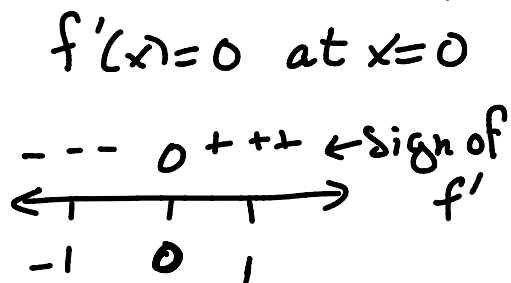 f'(x)=0 at x=0
- - - 0 + + + ← sign of f'
-1 0 1